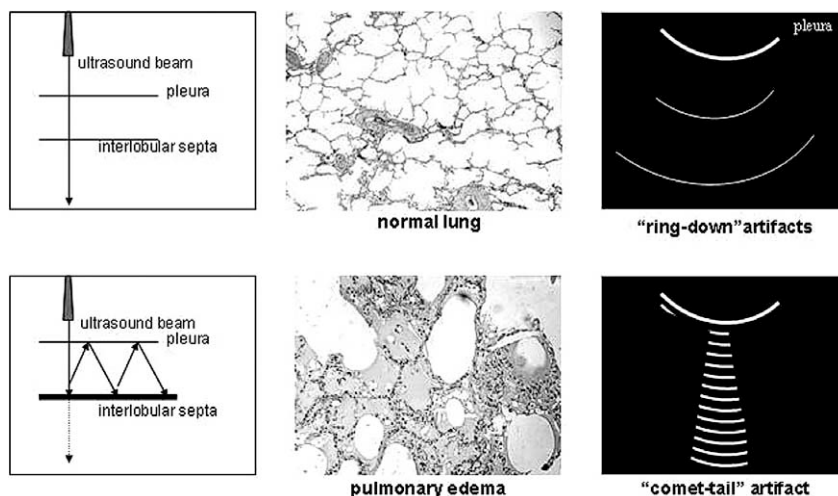 ultrasound beam
pleura
interlobular septa
normal lung
pleura
“ring-down”artifacts
ultrasound beam
pleura
interlobular septa
pulmonary edema
“comet-tail” artifact